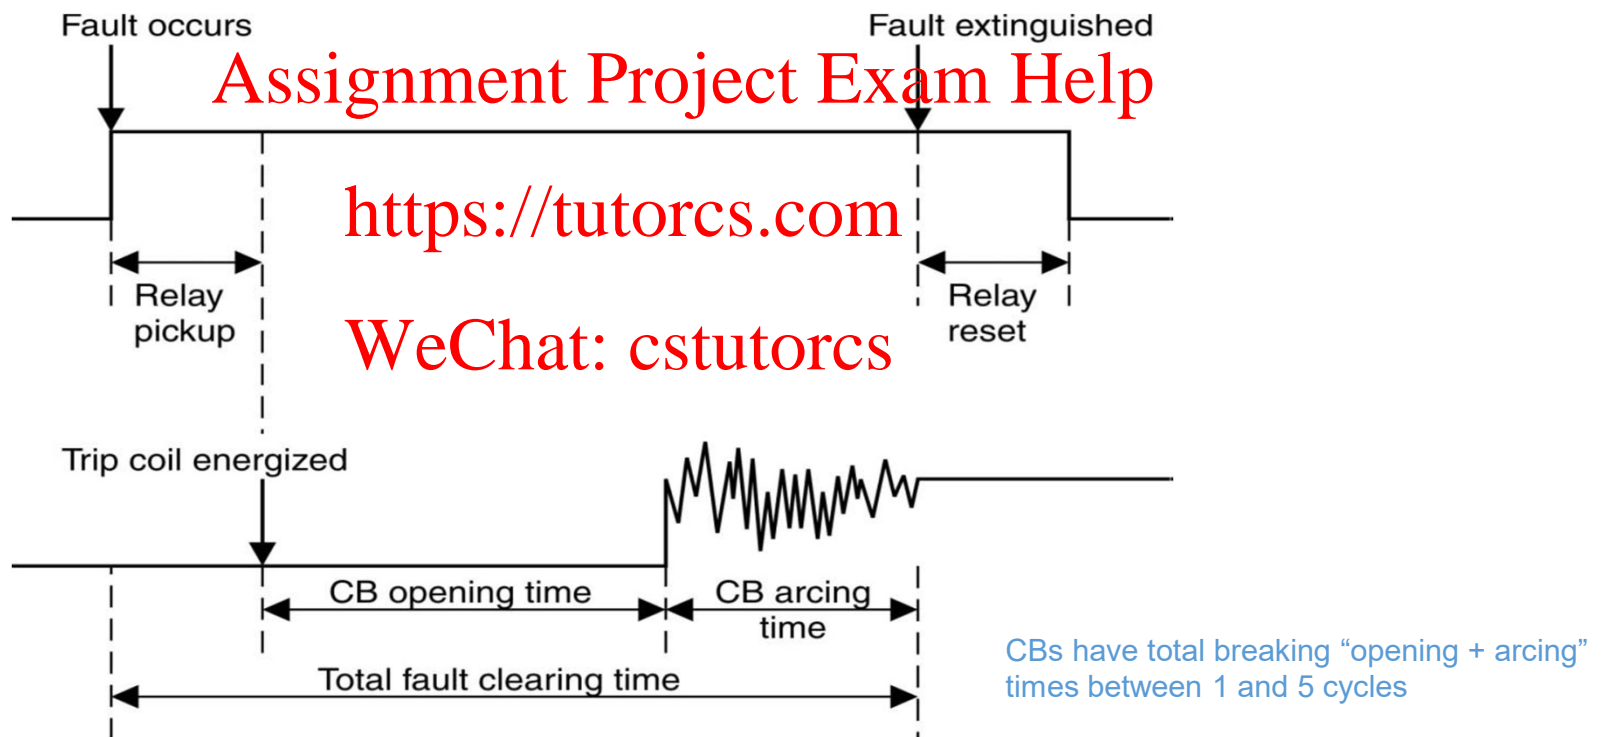 Fault occurs
Fault extinguished
Assignment Project Exam Help
https://tutorcs.com
Relay
pickup
Relay
reset
WeChat: cstutorcs
Trip coil energized
CB opening time
CB arcing
time
CBs have total breaking “opening + arcing”
times between 1 and 5 cycles
Total fault clearing time